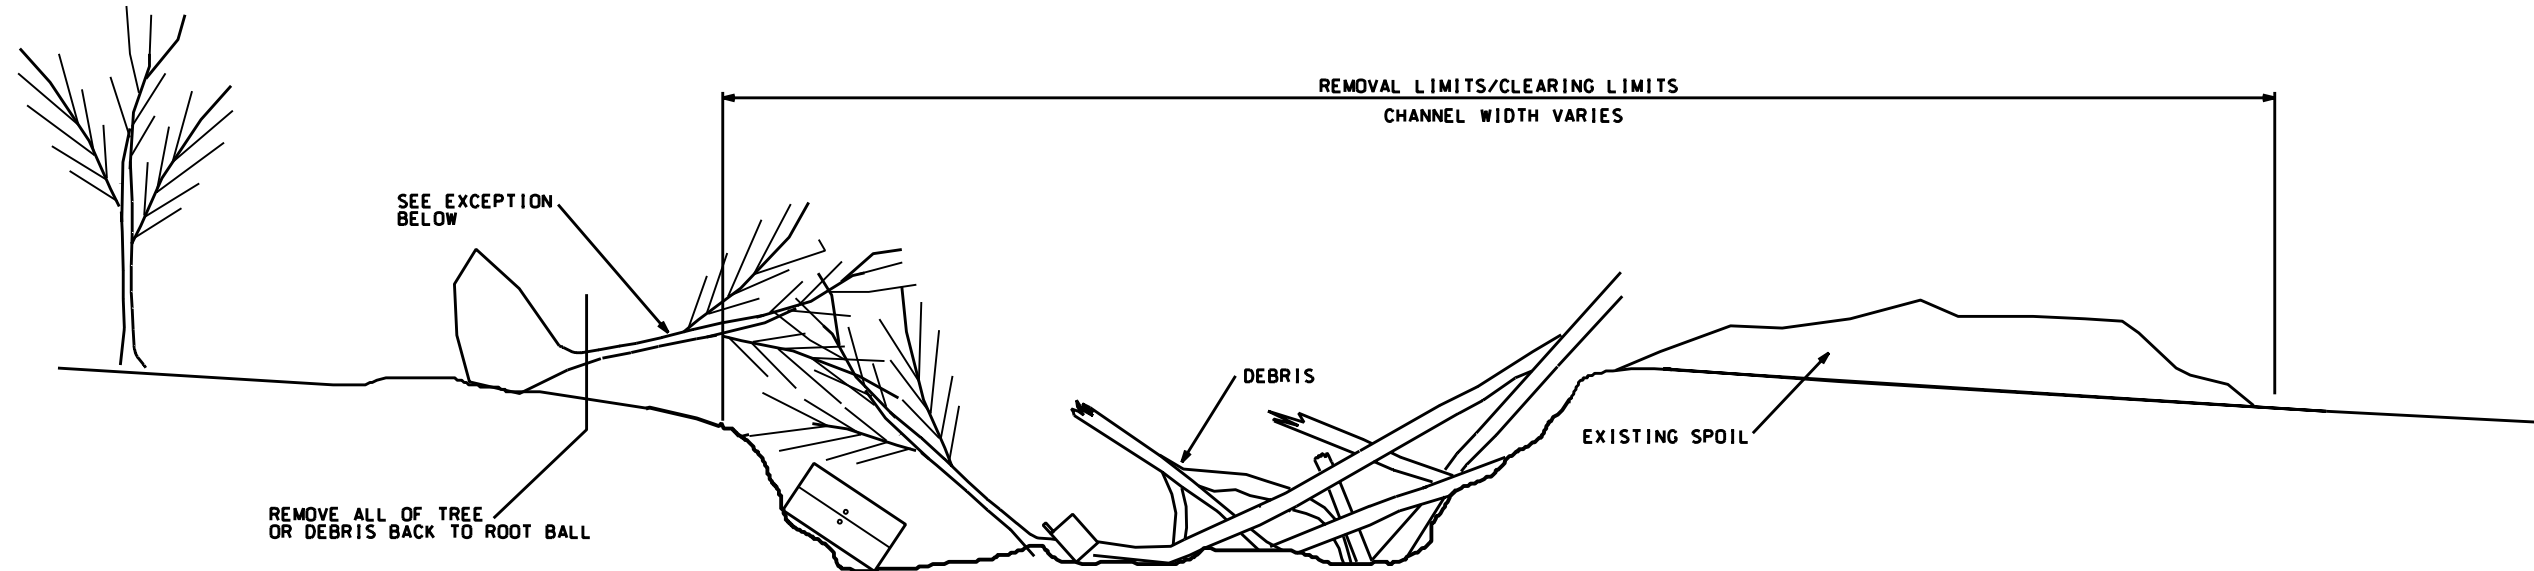 REMOVAL LIMITS/CLEARING LIMITS
CHANNEL WIDTH VARIES
SEE EXCEPTION
BELOW
DEBRIS
EXISTING SPOIL
REMOVE ALL OF TREE
OR DEBRIS BACK TO ROOT BALL